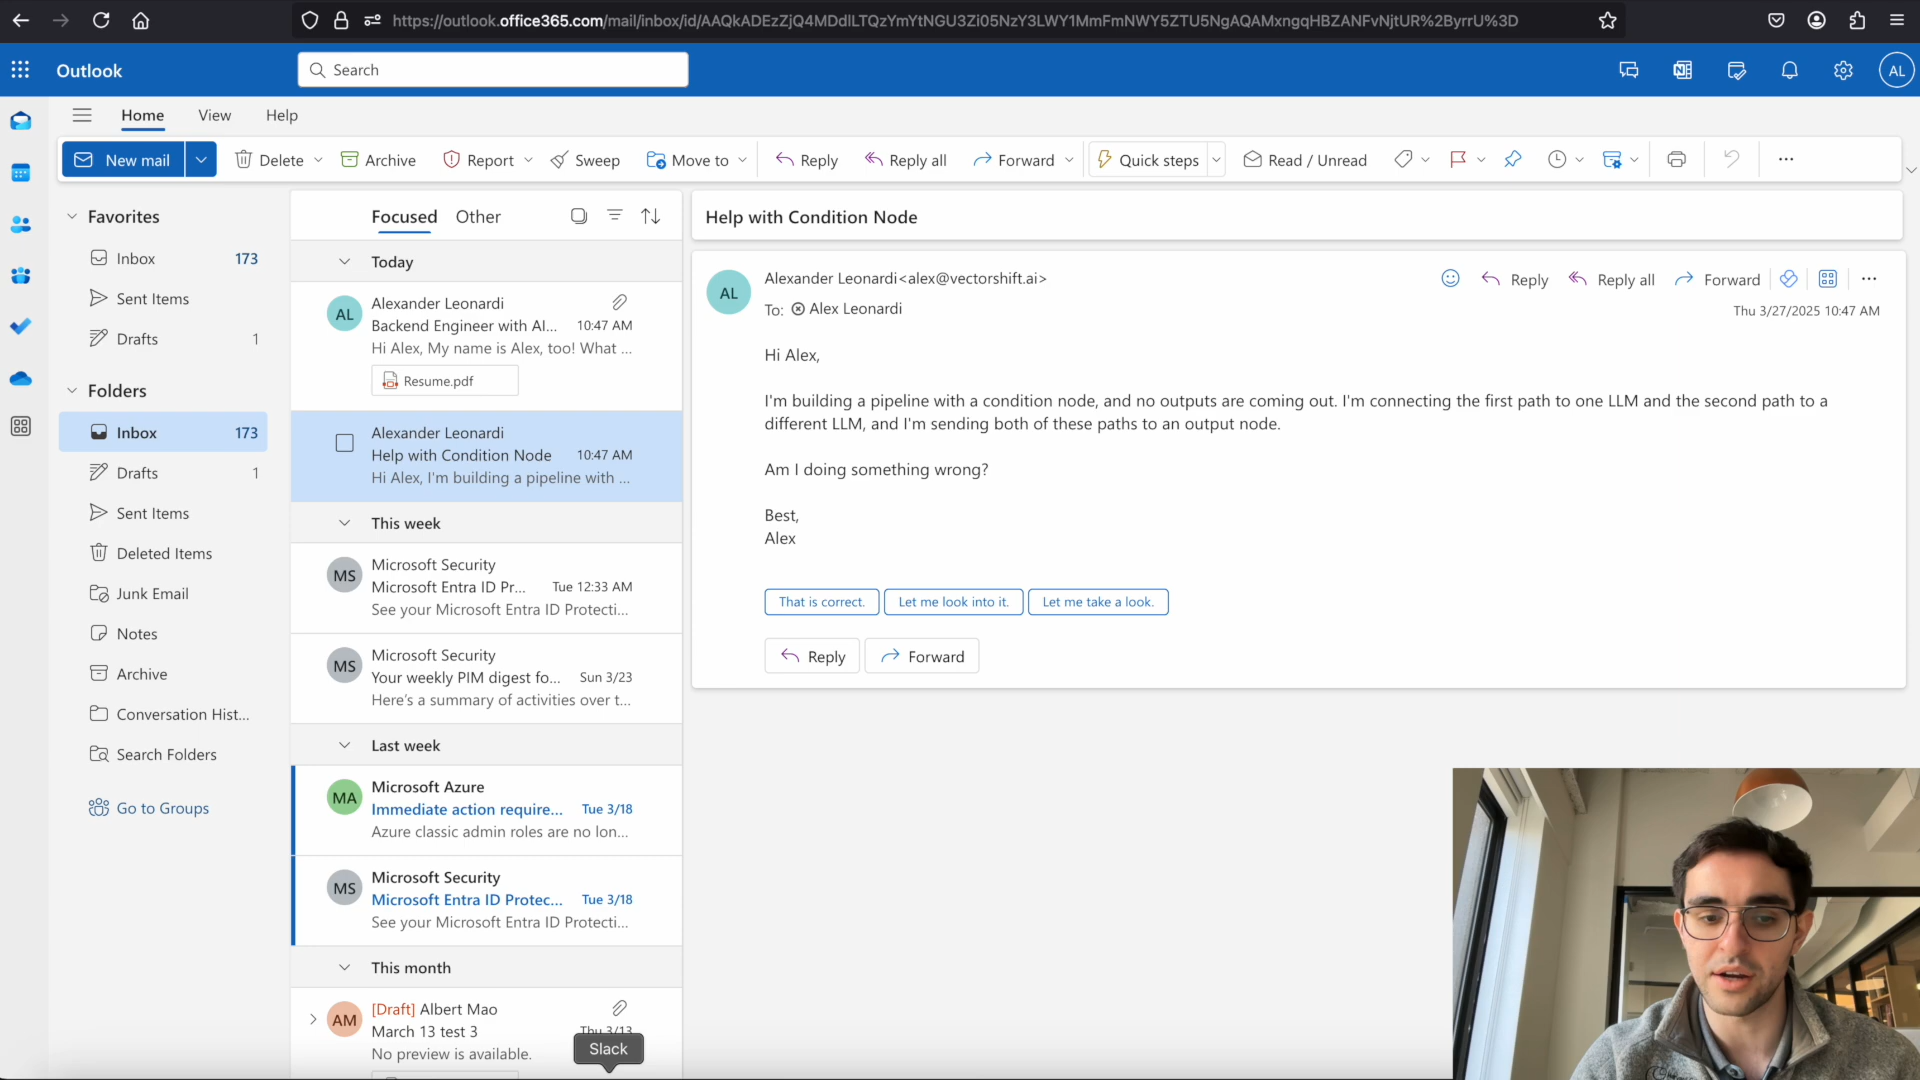 https://outlook.office365.com/mail/inbox/id/AAQkADEzZjQ4MDdlLTQzYmYtNGU3Zi05NzY3LWY1MmFmNWY5ZTU5NgAQAMxngqHBZANFvNjtUR%2ByrrU%3D
Outlook
Search
AL
Home
View
Help
New mail
Delete
Archive
Report
Sweep
Move to
Reply
Reply all
Forward
Quick steps
Read / Unread
Favorites
Inbox 173
Sent Items
Drafts 1
Folders
Inbox 173
Drafts 1
Sent Items
Deleted Items
Junk Email
Notes
Archive
Conversation Hist...
Search Folders
Go to Groups
Focused
Other
Today
AL
Alexander Leonardi
Backend Engineer with AI... 10:47 AM
Hi Alex, My name is Alex, too! What ...
Resume.pdf
Alexander Leonardi
Help with Condition Node 10:47 AM
Hi Alex, I'm building a pipeline with ...
This week
MS
Microsoft Security
Microsoft Entra ID Pr... Tue 12:33 AM
See your Microsoft Entra ID Protecti...
MS
Microsoft Security
Your weekly PIM digest fo... Sun 3/23
Here's a summary of activities over t...
Last week
MA
Microsoft Azure
Immediate action require... Tue 3/18
Azure classic admin roles are no lon...
MS
Microsoft Security
Microsoft Entra ID Protec... Tue 3/18
See your Microsoft Entra ID Protecti...
This month
AM
[Draft] Albert Mao
March 13 test 3 Thu 3/13
No preview is available.
Slack
Help with Condition Node
AL
Alexander Leonardi<alex@vectorshift.ai>
To: Alex Leonardi
Reply
Reply all
Forward
Thu 3/27/2025 10:47 AM
Hi Alex,
I'm building a pipeline with a condition node, and no outputs are coming out. I'm connecting the first path to one LLM and the second path to a
different LLM, and I'm sending both of these paths to an output node.
Am I doing something wrong?
Best,
Alex
That is correct.
Let me look into it.
Let me take a look.
Reply
Forward